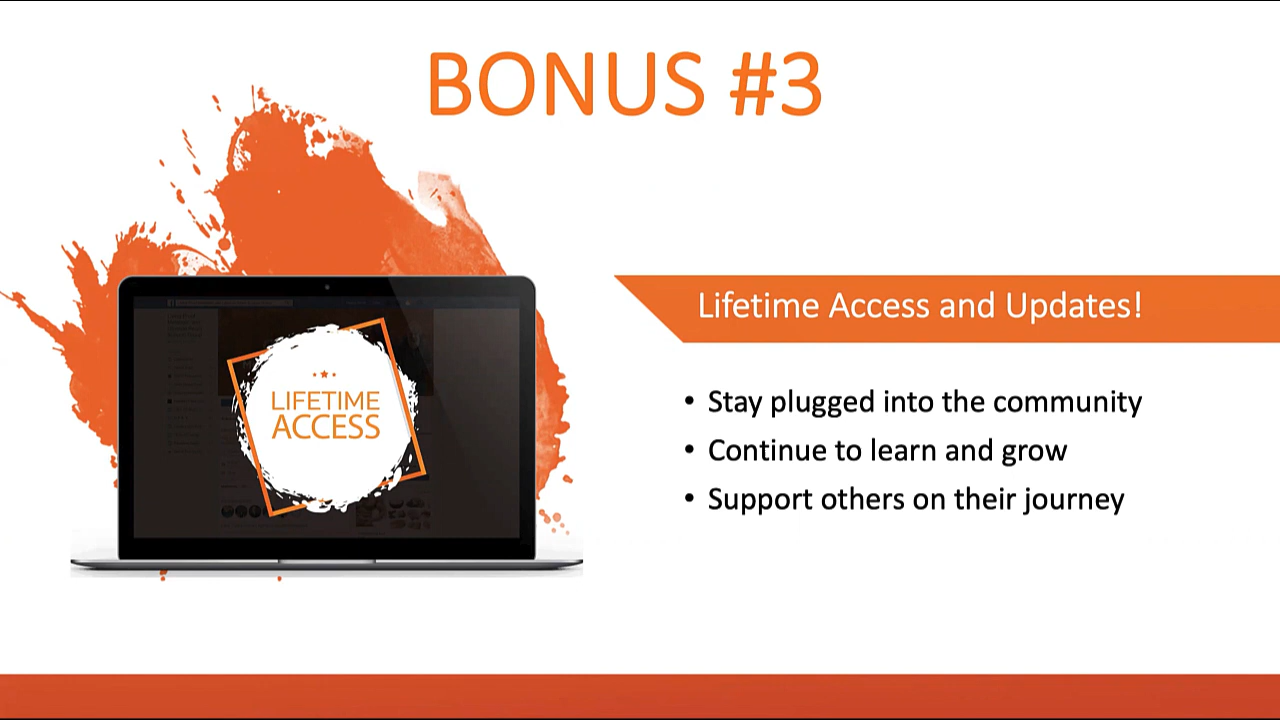 BONUS #3
LIFETIME
ACCESS
Lifetime Access and Updates!
• Stay plugged into the community
• Continue to learn and grow
• Support others on their journey